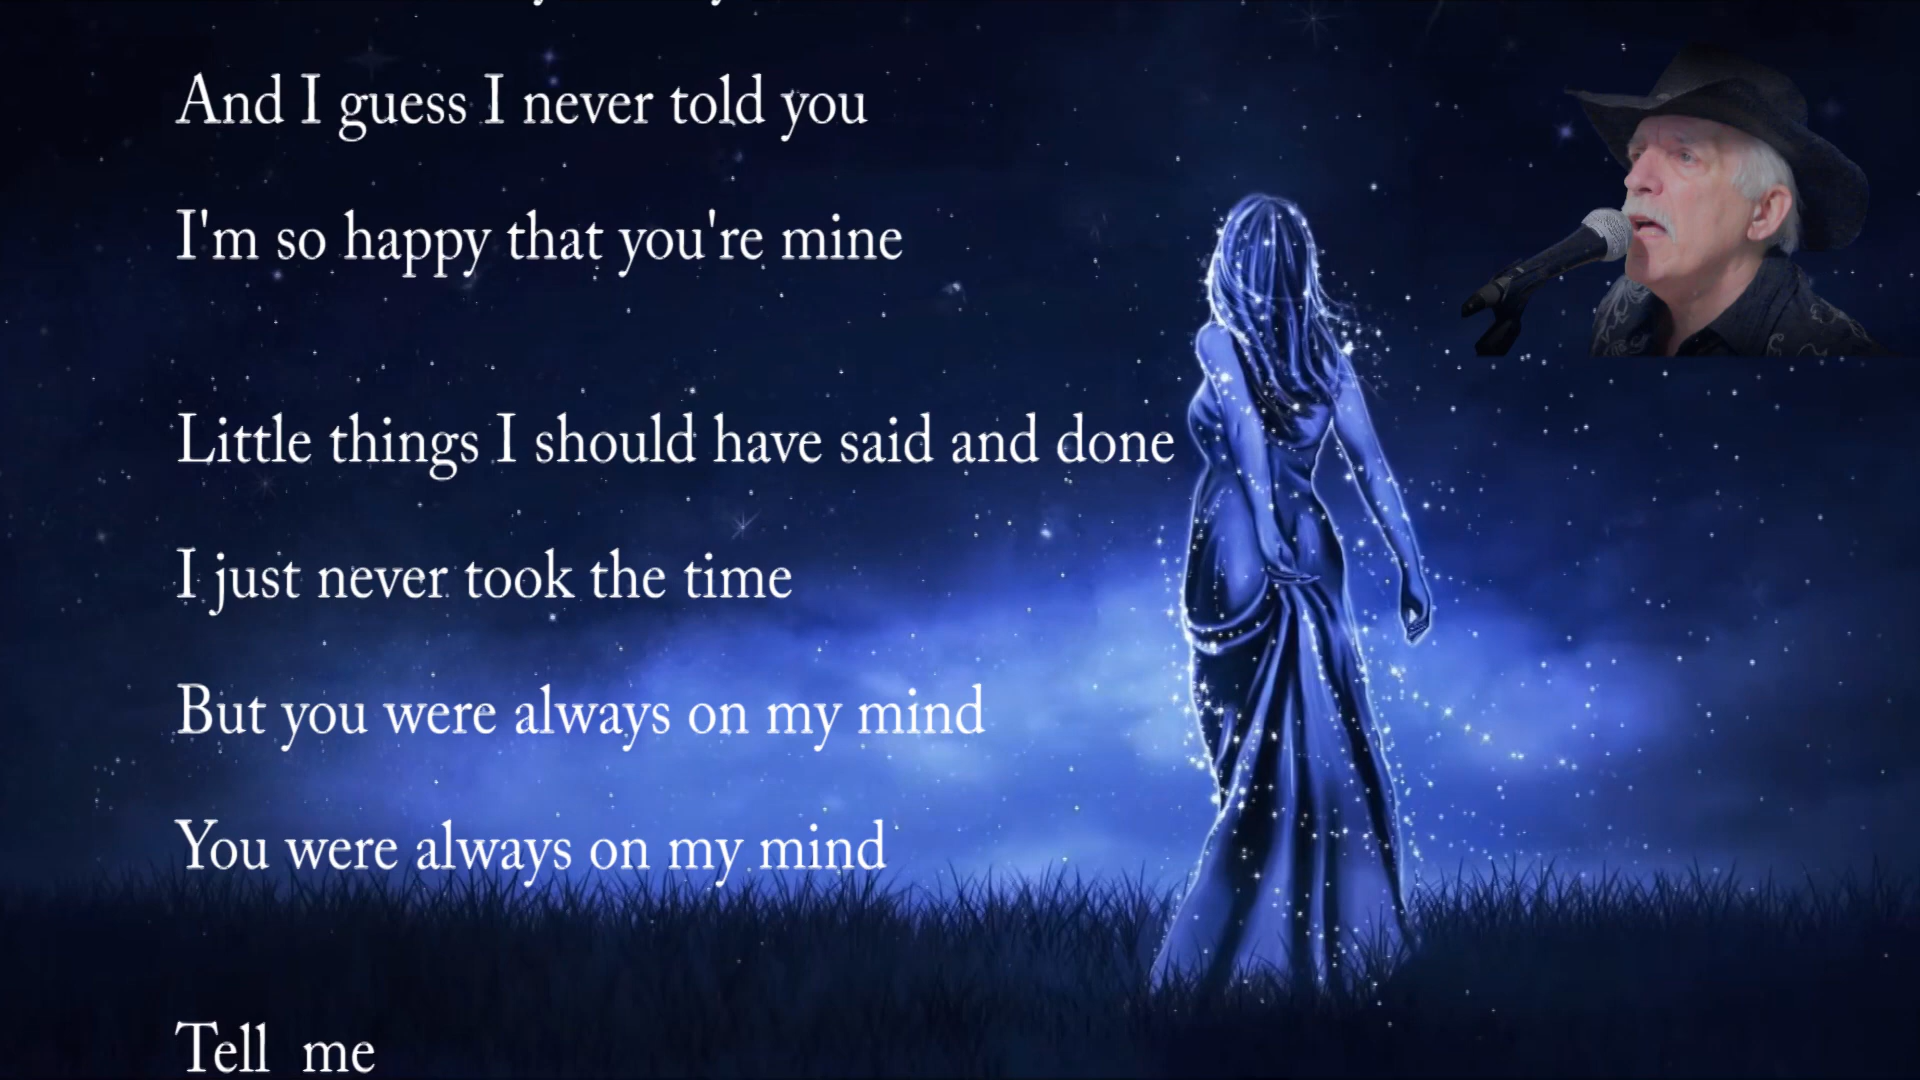 And I guess I never told you
I'm so happy that you're mine
Little things I should have said and done
I just never took the time
But you were always on my mind
You were always on my mind
Tell me